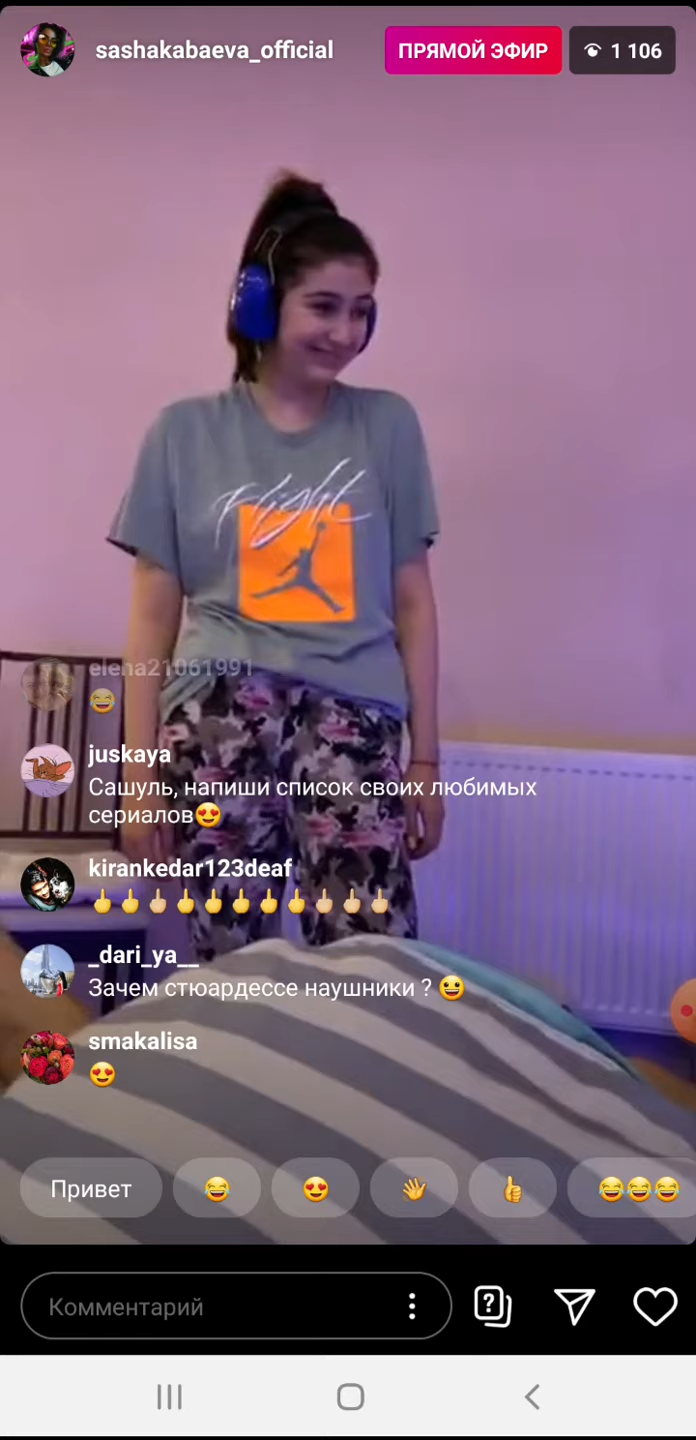 sashakabaeva_official
ПРЯМОЙ ЭФИР
1 106
Flight
elena21061991
😂
juskaya
Сашуль, напиши список своих любимых
сериалов😍
kirankedar123deaf
🖕🖕🖕🏼🖕🖕🖕🖕🖕🖕🏼🖕🏼🖕🏼
_dari_ya__
Зачем стюардессе наушники ? 😀
smakalisa
😍
Привет 😂 😍 👋 👍 😂😂😂
Комментарий